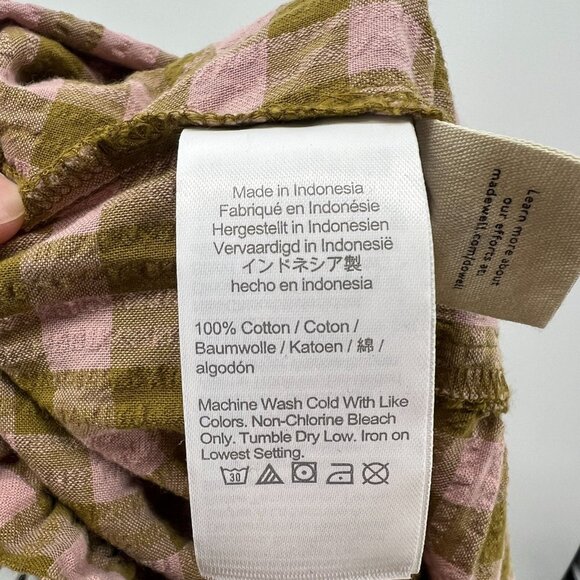 Made in Indonesia
Fabriqué en Indonésie
Hergestellt in Indonesien
Vervaardigd in Indonesië
インドネシア製
hecho en indonesia
100% Cotton / Coton /
Baumwolle / Katoen / 綿 /
algodón
Machine Wash Cold With Like
Colors. Non-Chlorine Bleach
Only. Tumble Dry Low. Iron on
Lowest Setting.
30
Learn more about
our efforts at:
madewell.com/dowell